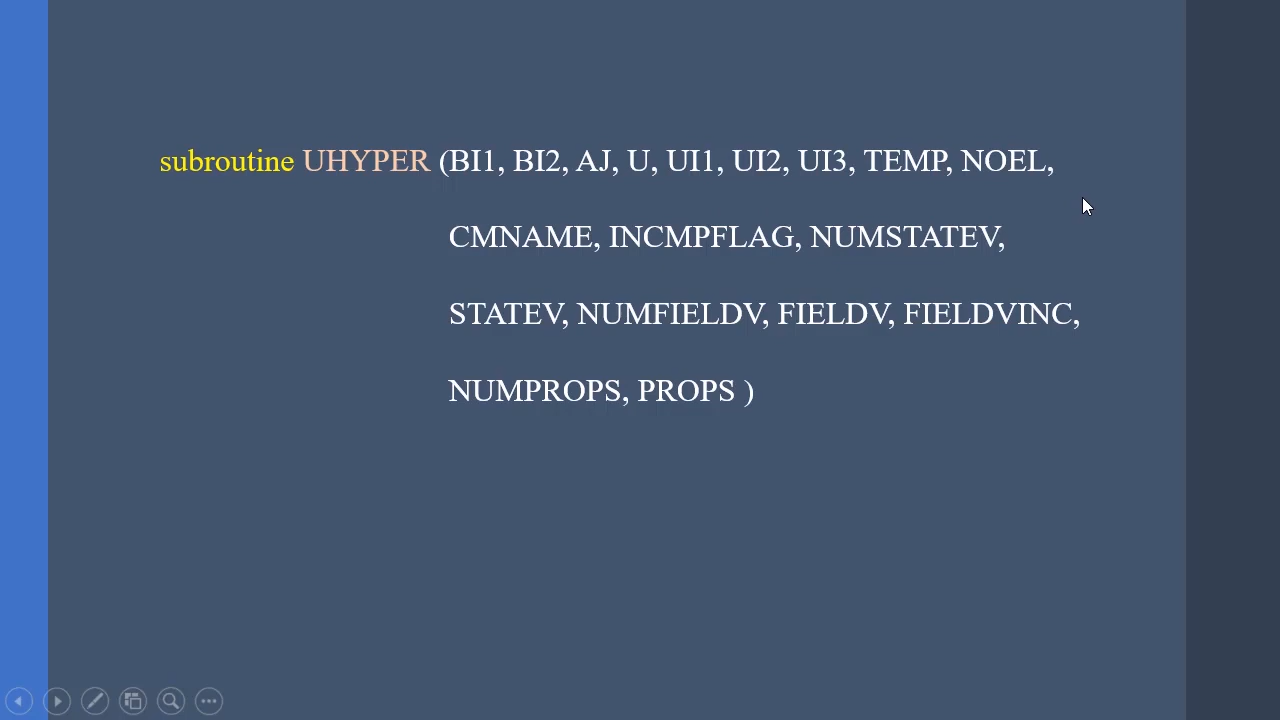 subroutine UHYPER (BI1, BI2, AJ, U, UI1, UI2, UI3, TEMP, NOEL,
CMNAME, INCMPFLAG, NUMSTATEV,
STATEV, NUMFIELDV, FIELDV, FIELDVINC,
NUMPROPS, PROPS )